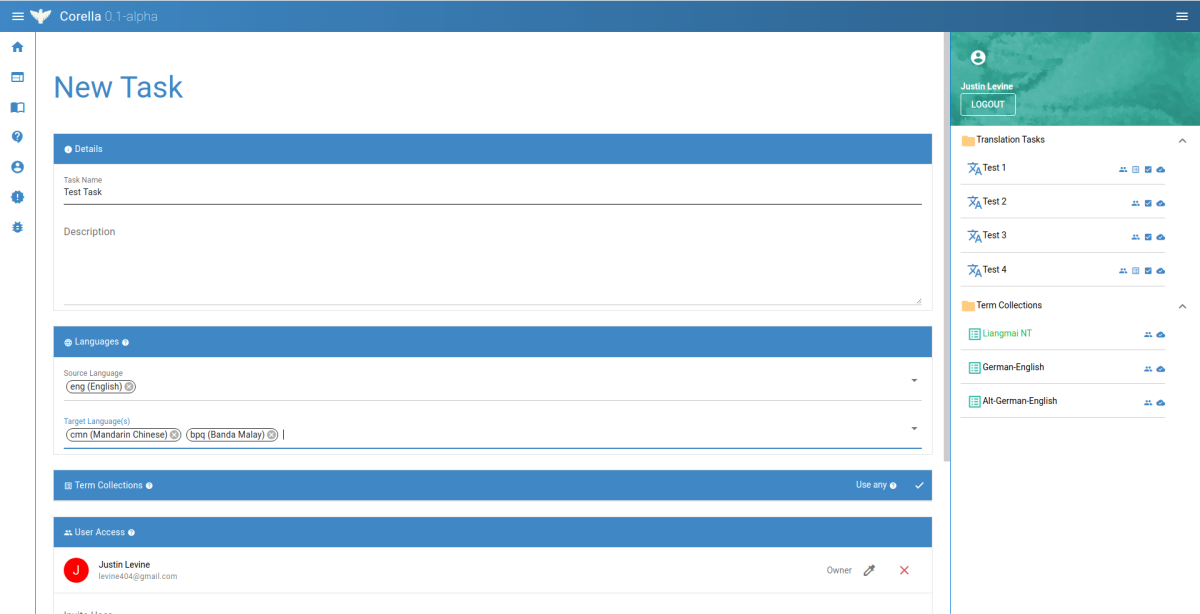 Corella 0.1-alpha
New Task
Details
Task Name
Test Task
Description
Languages
Source Language
eng (English)
Target Language(s)
cmn (Mandarin Chinese) bpq (Banda Malay)
Term Collections Use any
User Access
J
Justin Levine
levine404@gmail.com
Owner
Invite User
Justin Levine
LOGOUT
Translation Tasks
Test 1
Test 2
Test 3
Test 4
Term Collections
Liangmai NT
German-English
Alt-German-English